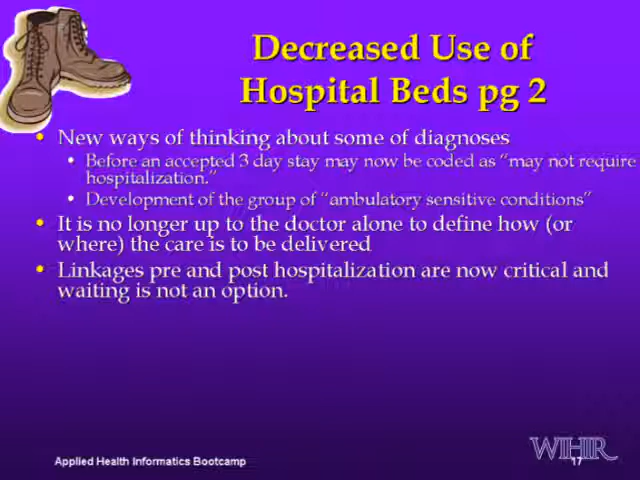 Decreased Use of
Hospital Beds pg 2
• New ways of thinking about some of diagnoses
• Before an accepted 3 day stay may now be coded as “may not require
hospitalization.”
• Development of the group of “ambulatory sensitive conditions”
• It is no longer up to the doctor alone to define how (or
where) the care is to be delivered
• Linkages pre and post hospitalization are now critical and
waiting is not an option.
WIHIR
Applied Health Informatics Bootcamp
17